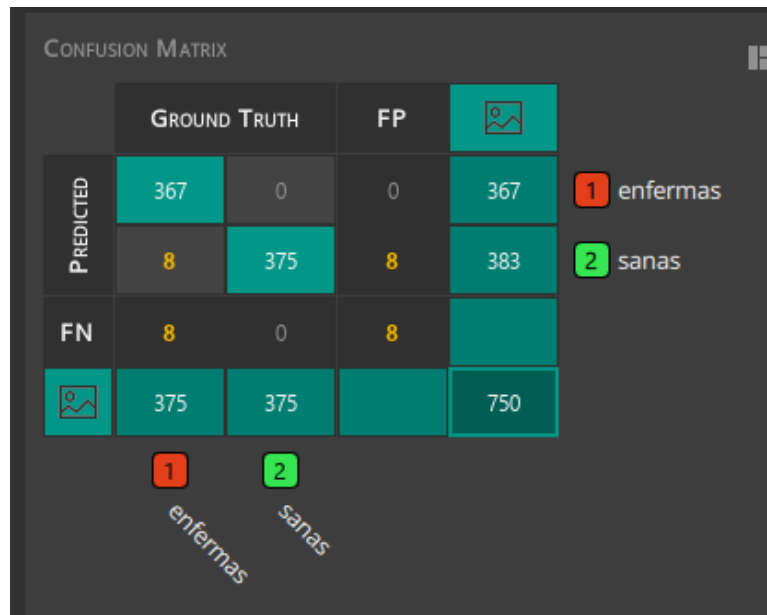 CONFUSION MATRIX
GROUND TRUTH FP
PREDICTED
367 0 0 367 1 enfermas
8 375 8 383 2 sanas
FN 8 0 8
375 375 750
1 2
enfermas sanas